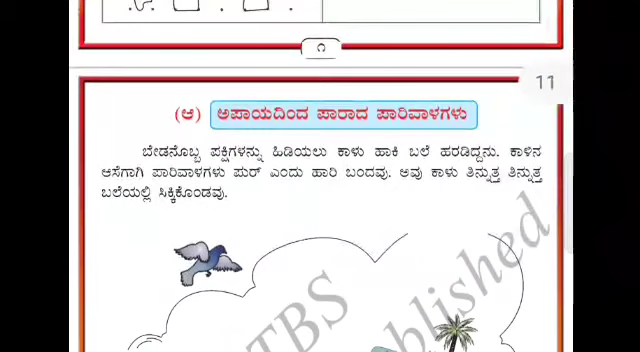 ೧
11
(ಆ) ಅಪಾಯದಿಂದ ಪಾರಾದ ಪಾರಿವಾಳಗಳು
ಬೇಡನೊಬ್ಬ ಪಕ್ಷಿಗಳನ್ನು ಹಿಡಿಯಲು ಕಾಳು ಹಾಕಿ ಬಲೆ ಹರಡಿದ್ದನು. ಕಾಳಿನ
ಆಸೆಗಾಗಿ ಪಾರಿವಾಳಗಳು ಪುರ್ ಎಂದು ಹಾರಿ ಬಂದವು. ಅವು ಕಾಳು ತಿನ್ನುತ್ತ ತಿನ್ನುತ್ತ
ಬಲೆಯಲ್ಲಿ ಸಿಕ್ಕಿಕೊಂಡವು.
TBS
published